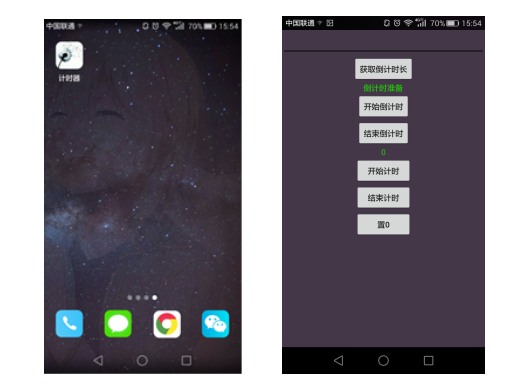 中国联通
70% 15:54
计时器
中国联通
70% 15:54
获取倒计时长
倒计时准备
开始倒计时
结束倒计时
0
开始计时
结束计时
置0